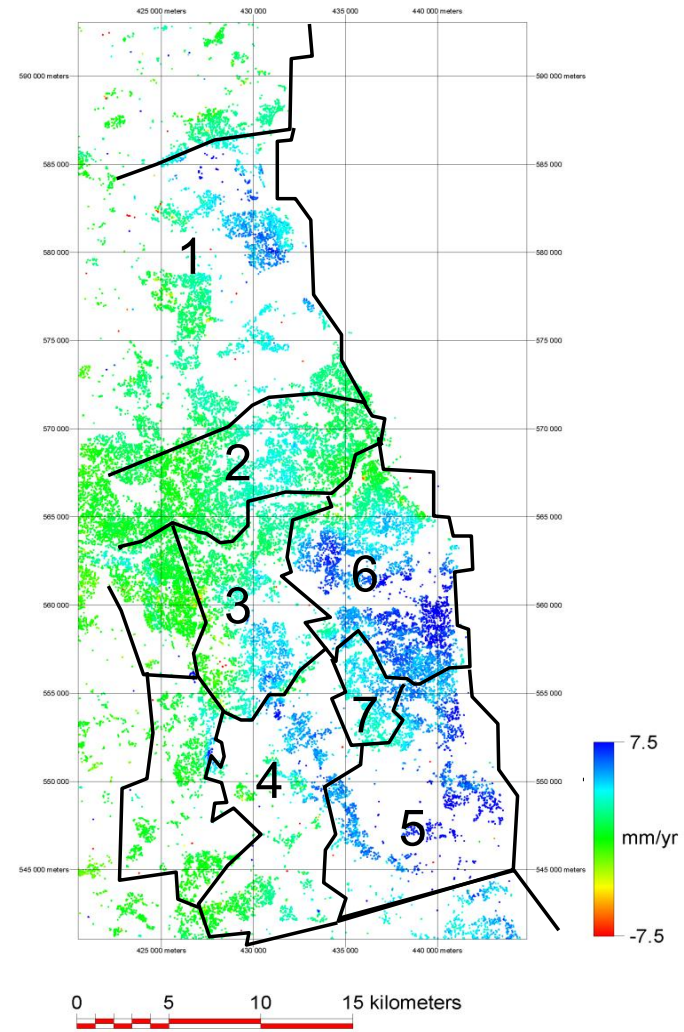 425 000 meters 430 000 435 000 440 000
590 000 meters 590 000 meters
585 000 585 000
1
580 000 580 000
575 000 575 000
570 000 570 000
2
565 000 565 000
6
560 000 3 560 000
555 000 555 000
7
7.5
4
550 000 550 000
5
mm/yr
545 000 meters 545 000 meters
-7.5
425 000 meters 430 000 435 000 440 000
0 5 10 15 kilometers